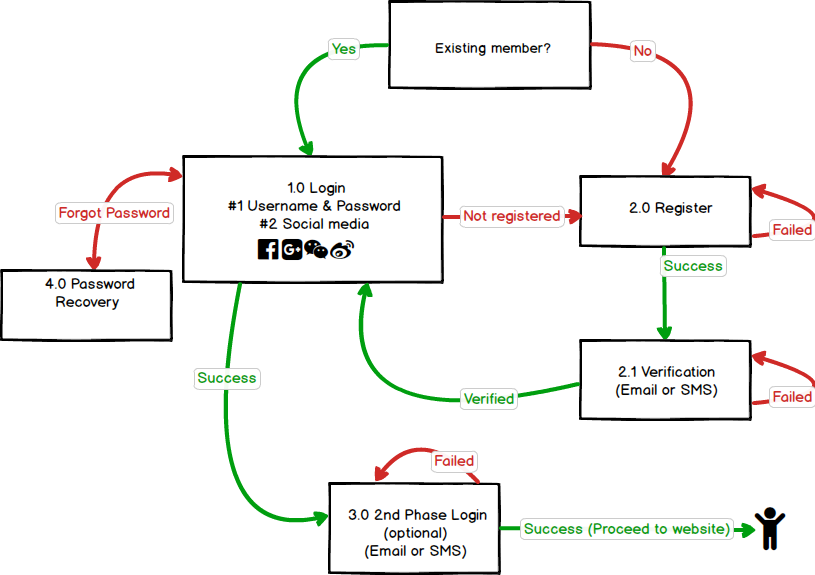 Existing member?
Yes
No
1.0 Login
#1 Username & Password
#2 Social media
Forgot Password
Not registered
2.0 Register
Failed
4.0 Password
Recovery
Success
2.1 Verification
(Email or SMS)
Failed
Success
Verified
Failed
3.0 2nd Phase Login
(optional)
(Email or SMS)
Success (Proceed to website)